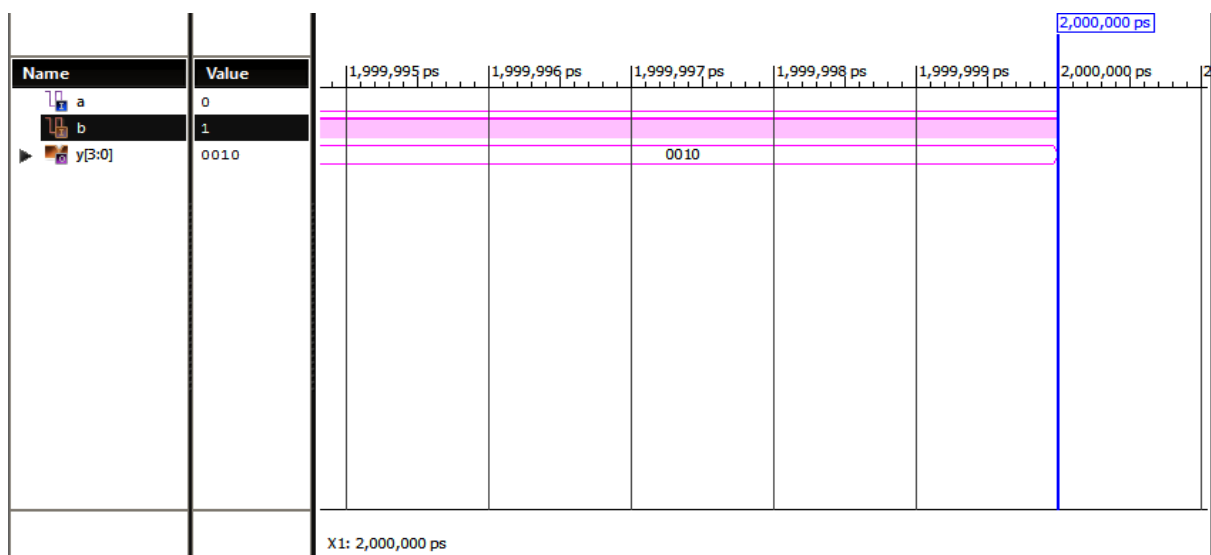 2,000,000 ps
Name Value
1,999,995 ps 1,999,996 ps 1,999,997 ps 1,999,998 ps 1,999,999 ps 2,000,000 ps 2
a 0
b 1
y[3:0] 0010 0010
X1: 2,000,000 ps